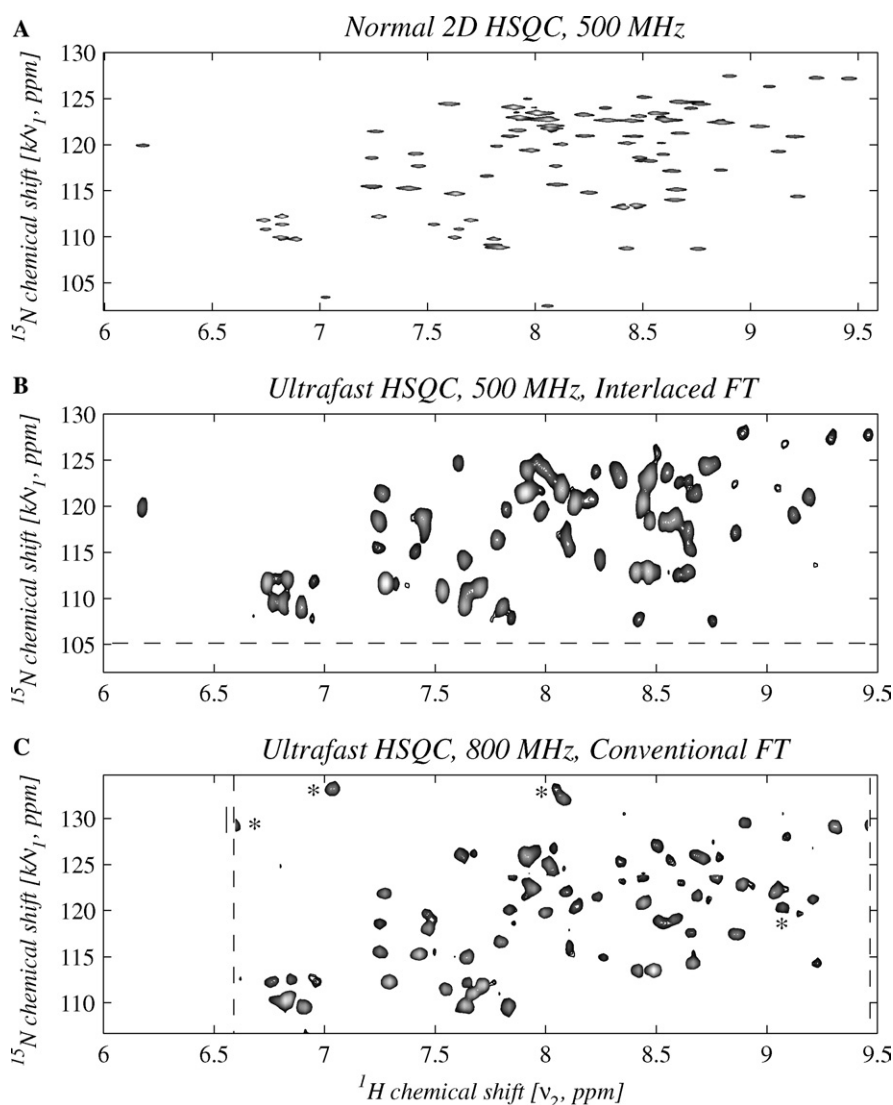 A
Normal 2D HSQC, 500 MHz
130
125
120
115
110
105
6 6.5 7 7.5 8 8.5 9 9.5
15N chemical shift [k/ν1, ppm]
B
Ultrafast HSQC, 500 MHz, Interlaced FT
130
125
120
115
110
105
6 6.5 7 7.5 8 8.5 9 9.5
15N chemical shift [k/ν1, ppm]
C
Ultrafast HSQC, 800 MHz, Conventional FT
* * * *
130
125
120
115
110
6 6.5 7 7.5 8 8.5 9 9.5
15N chemical shift [k/ν1, ppm]
1H chemical shift [ν2, ppm]